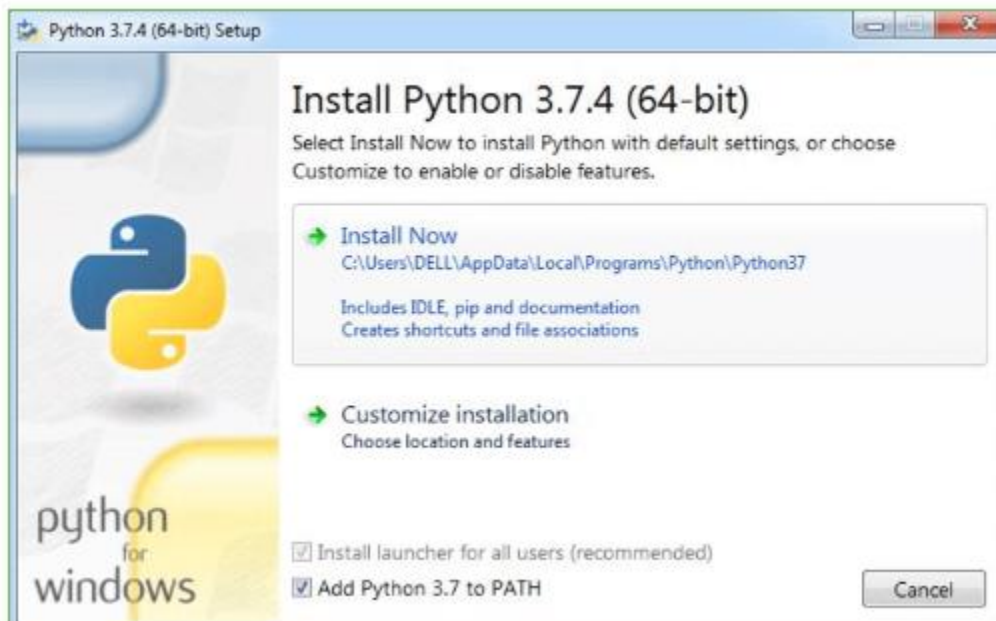 Python 3.7.4 (64-bit) Setup
Install Python 3.7.4 (64-bit)
Select Install Now to install Python with default settings, or choose
Customize to enable or disable features.
Install Now
C:\Users\DELL\AppData\Local\Programs\Python\Python37
Includes IDLE, pip and documentation
Creates shortcuts and file associations
Customize installation
Choose location and features
python
for
windows
Install launcher for all users (recommended)
Add Python 3.7 to PATH
Cancel